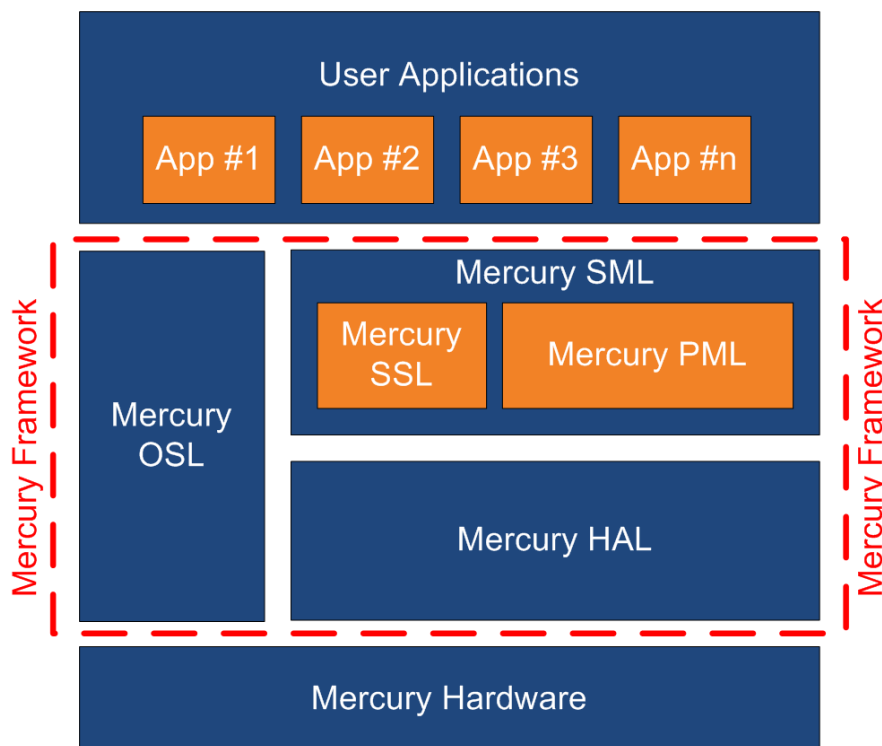 User Applications
App #1
App #2
App #3
App #n
Mercury Framework
Mercury
OSL
Mercury SML
Mercury
SSL
Mercury PML
Mercury HAL
Mercury Framework
Mercury Hardware